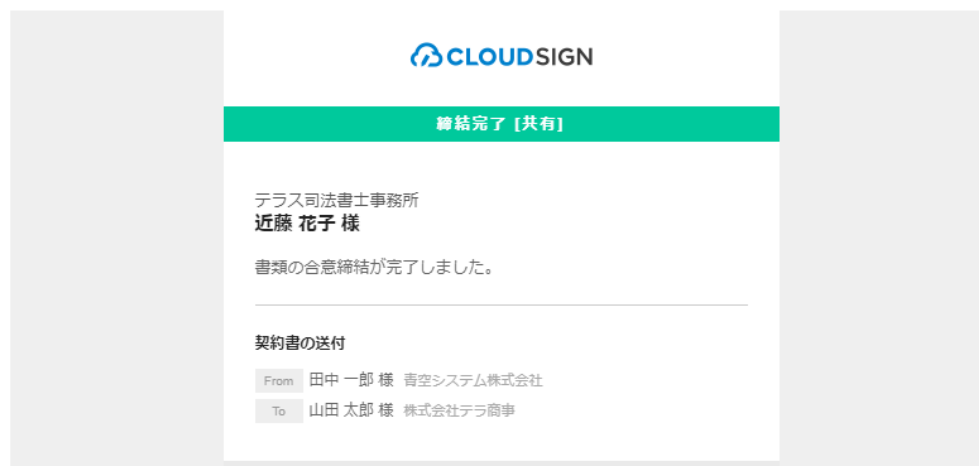 CLOUDSIGN
締結完了 [共有]
テラス司法書士事務所
近藤 花子 様
書類の合意締結が完了しました。
契約書の送付
From 田中 一郎 様 青空システム株式会社
To 山田 太郎 様 株式会社テラ商事